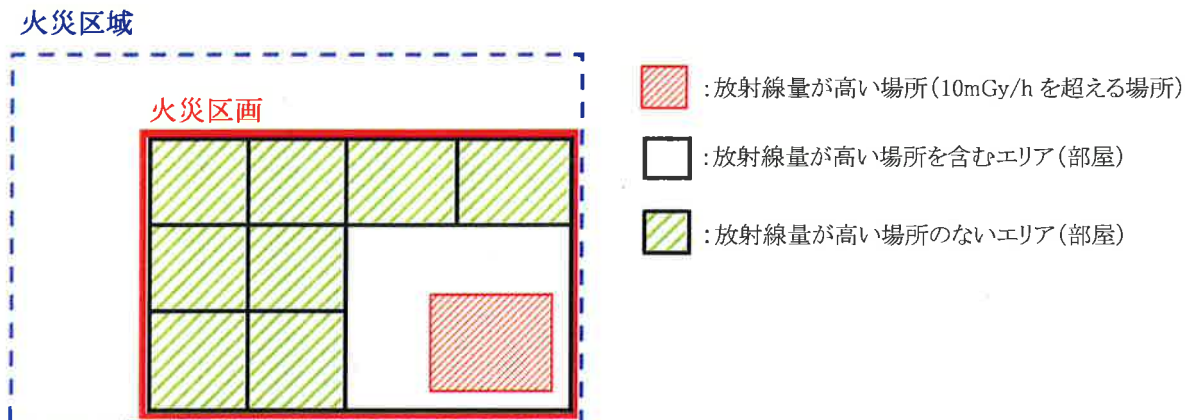 火災区域
火災区画
：放射線量が高い場所（10mGy/h を超える場所）
：放射線量が高い場所を含むエリア（部屋）
：放射線量が高い場所のないエリア（部屋）